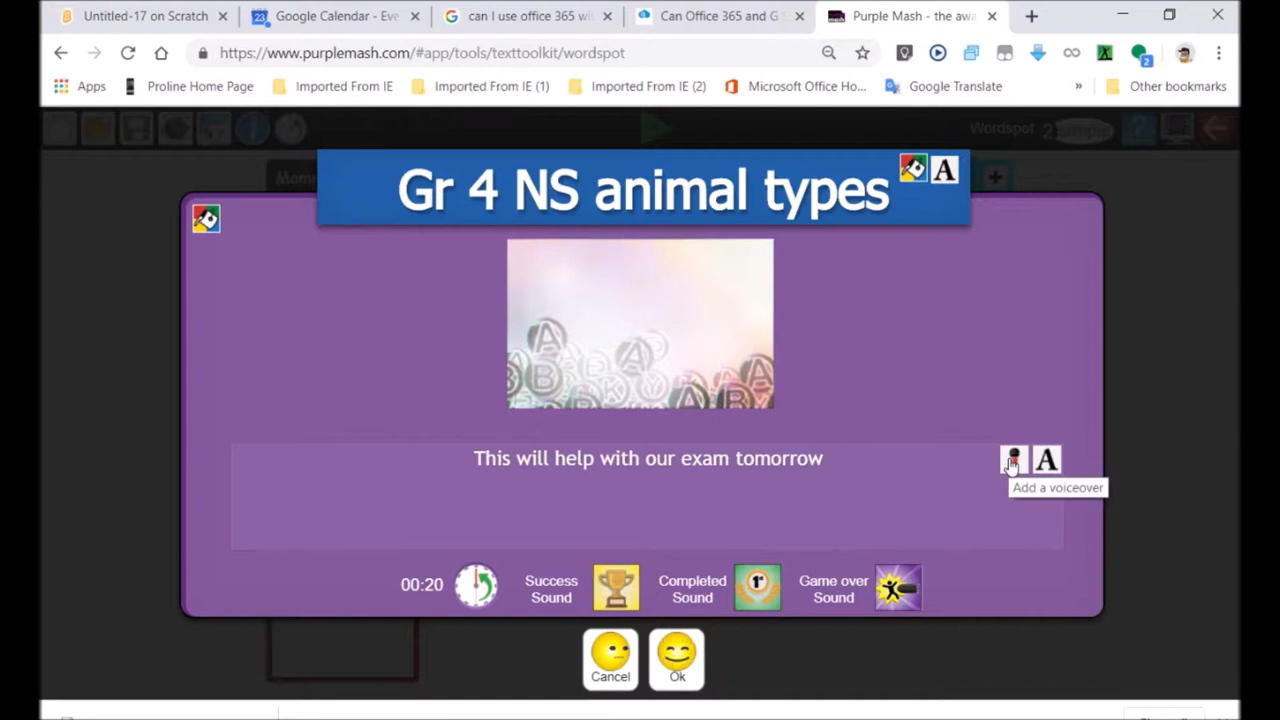 Untitled-17 on Scratch
Google Calendar - Eve
can I use office 365 wi
Can Office 365 and G S
Purple Mash - the awa
https://www.purplemash.com/#app/tools/texttoolkit/wordspot
2
Apps
Proline Home Page
Imported From IE
Imported From IE (1)
Imported From IE (2)
Microsoft Office Ho...
Google Translate
»
Other bookmarks
Wordspot
Gr 4 NS animal types
A
This will help with our exam tomorrow
A
Add a voiceover
00:20
Success Sound
Completed Sound
Game over Sound
Cancel
Ok